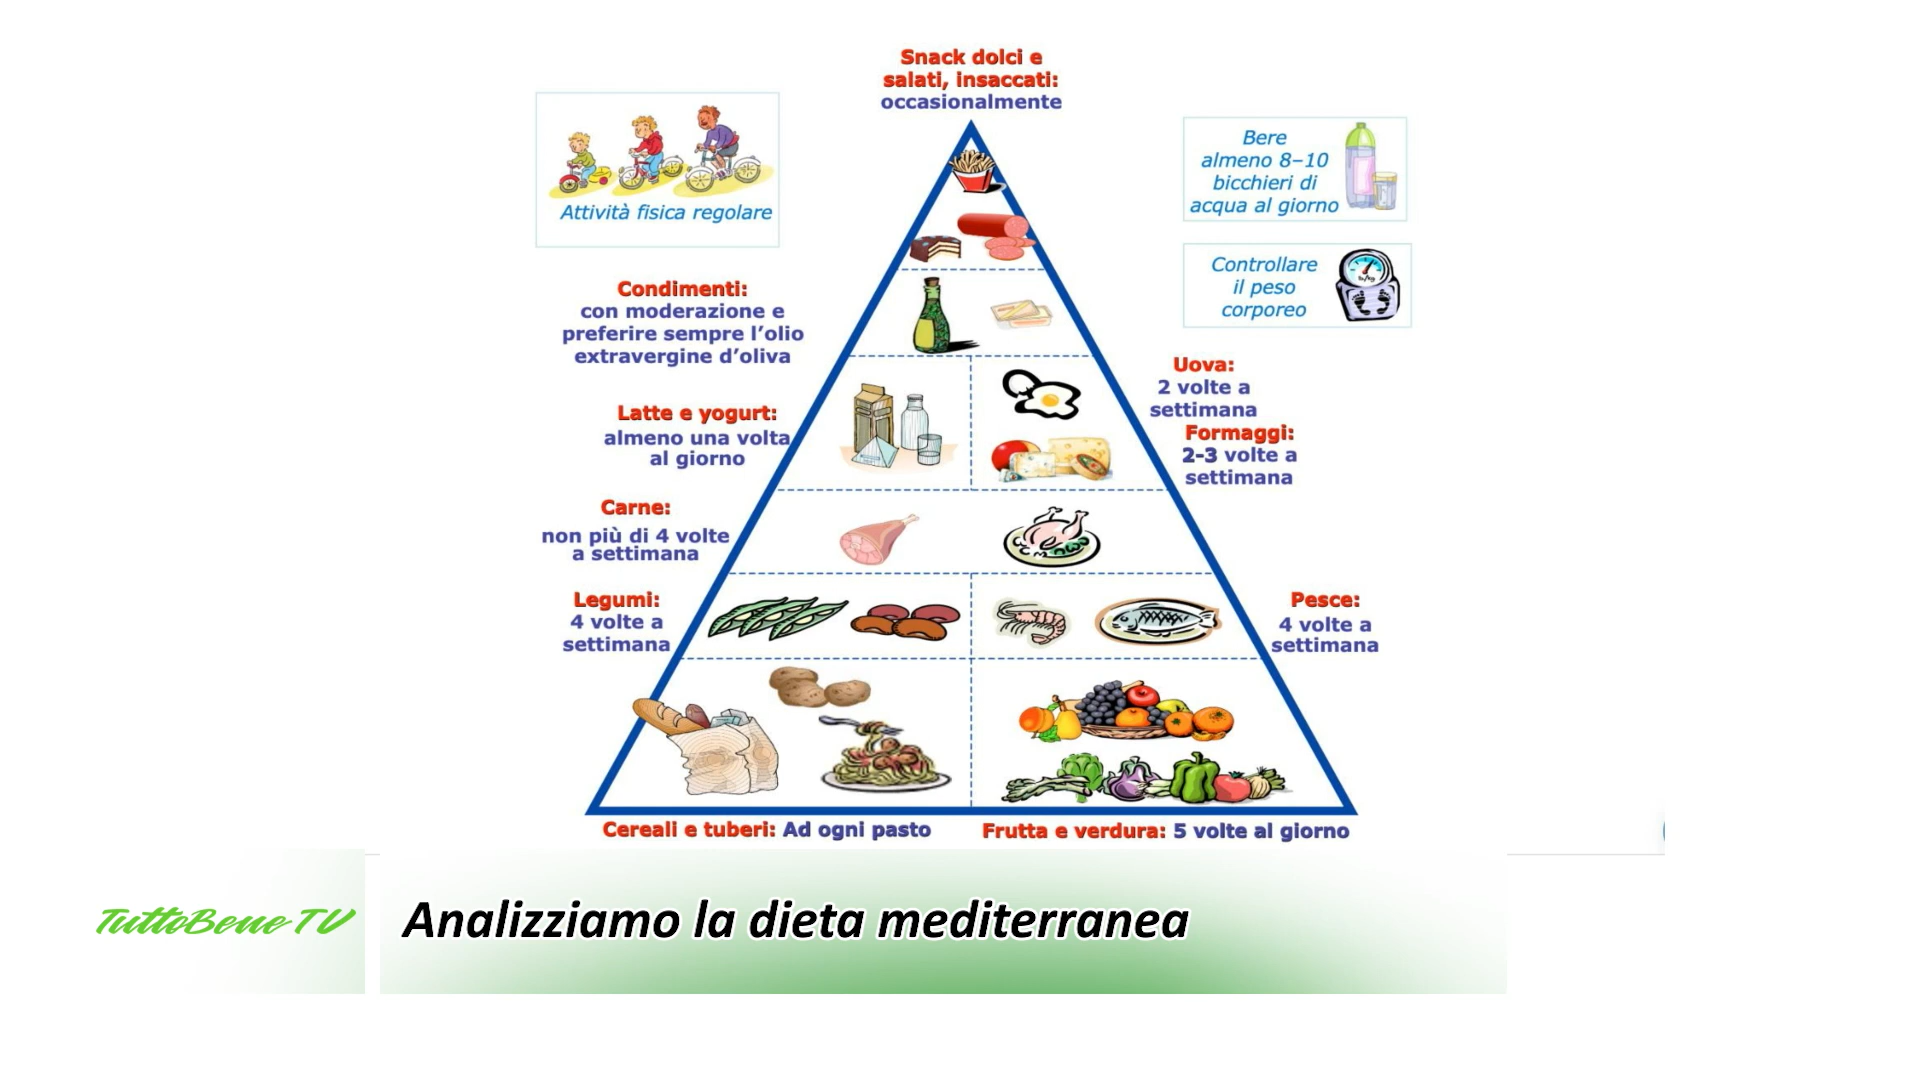 Snack dolci e
salati, insaccati:
occasionalmente
Attività fisica regolare
Bere
almeno 8–10
bicchieri di
acqua al giorno
Controllare
il peso
corporeo
Condimenti:
con moderazione e
preferire sempre l’olio
extravergine d’oliva
Uova:
2 volte a
settimana
Latte e yogurt:
almeno una volta
al giorno
Formaggi:
2-3 volte a
settimana
Carne:
non più di 4 volte
a settimana
Legumi:
4 volte a
settimana
Pesce:
4 volte a
settimana
Cereali e tuberi: Ad ogni pasto
Frutta e verdura: 5 volte al giorno
TuttoBene TV
Analizziamo la dieta mediterranea